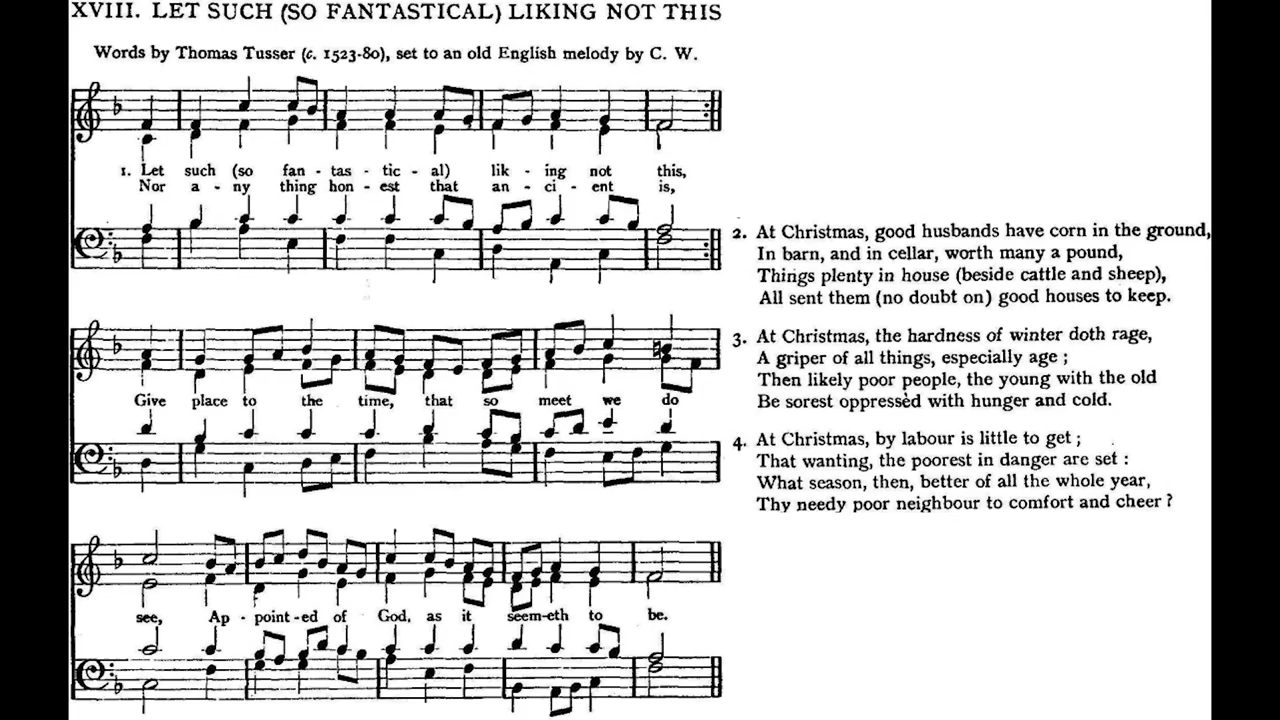 XVIII. LET SUCH (SO FANTASTICAL) LIKING NOT THIS
Words by Thomas Tusser (c. 1523-80), set to an old English melody by C. W.
1. Let such (so fan - tas - tic - al) lik - ing not this,
Nor a - ny thing hon - est that an - ci - ent is,
Give place to the time, that so meet we do
see, Ap - point - ed of God, as it seem-eth to be.
2. At Christmas, good husbands have corn in the ground,
In barn, and in cellar, worth many a pound,
Things plenty in house (beside cattle and sheep),
All sent them (no doubt on) good houses to keep.
3. At Christmas, the hardness of winter doth rage,
A griper of all things, especially age ;
Then likely poor people, the young with the old
Be sorest oppressèd with hunger and cold.
4. At Christmas, by labour is little to get ;
That wanting, the poorest in danger are set :
What season, then, better of all the whole year,
Thy needy poor neighbour to comfort and cheer ?